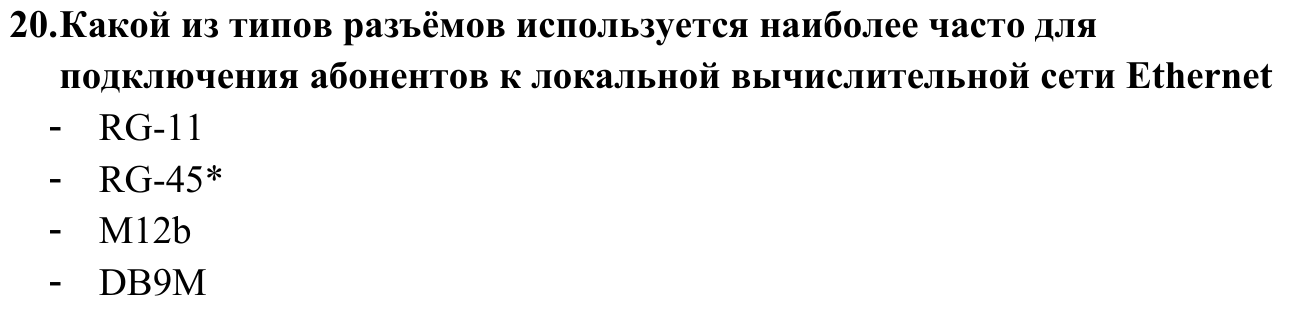 20.Какой из типов разъёмов используется наиболее часто для
подключения абонентов к локальной вычислительной сети Ethernet
- RG-11
- RG-45*
- M12b
- DB9M